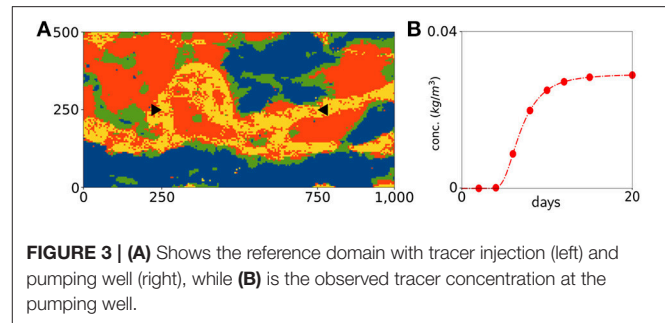 A
B
500
250
0
0
250
500
750
1,000
0.04
conc. (kg/m³)
0
0
days
20
FIGURE 3 | (A) Shows the reference domain with tracer injection (left) and
pumping well (right), while (B) is the observed tracer concentration at the
pumping well.